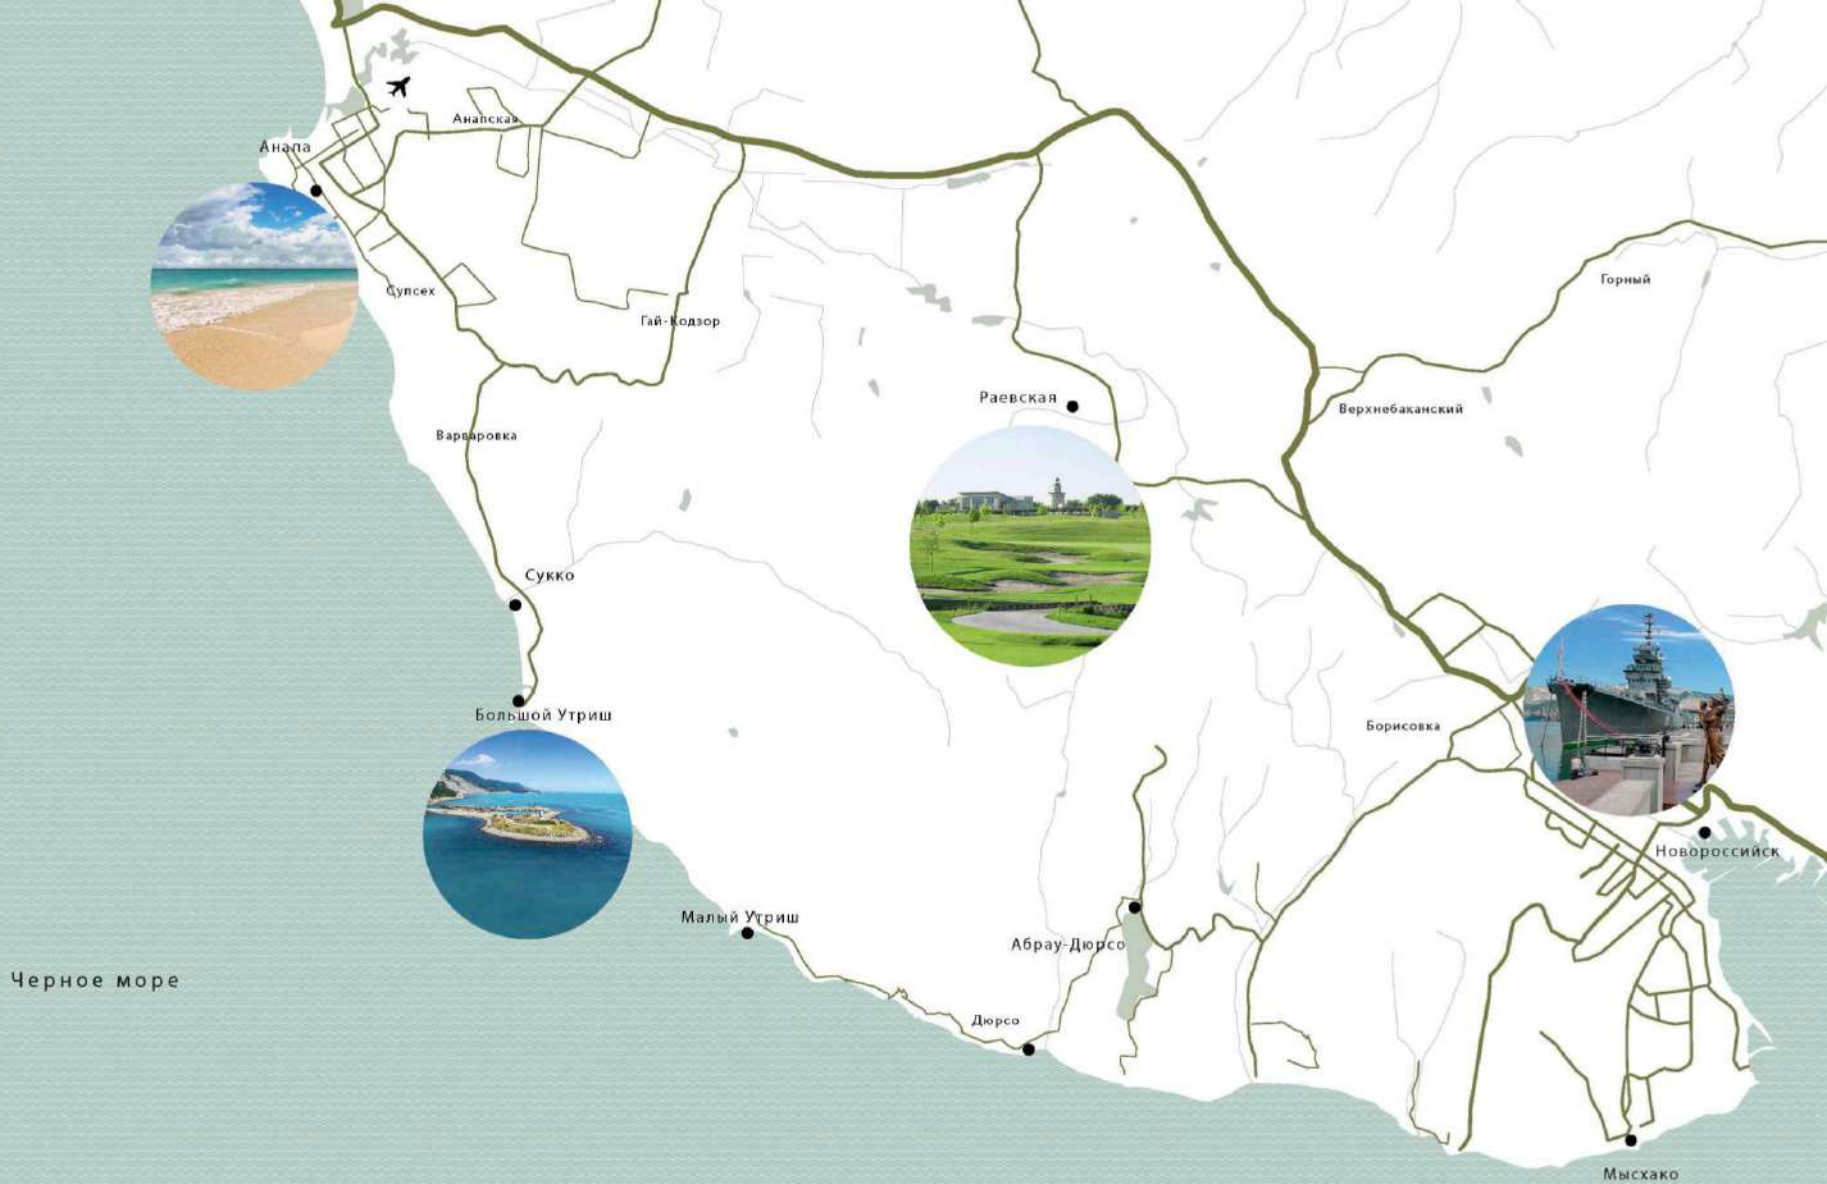 Анапская
Анапа
Горный
Супсех
Гай-Кодзор
Раевская
Верхнебаканский
Варваровка
Сукко
Большой Утриш
Борисовка
Новороссийск
Малый Утриш
Абрау-Дюрсо
Черное море
Дюрсо
Мысхако